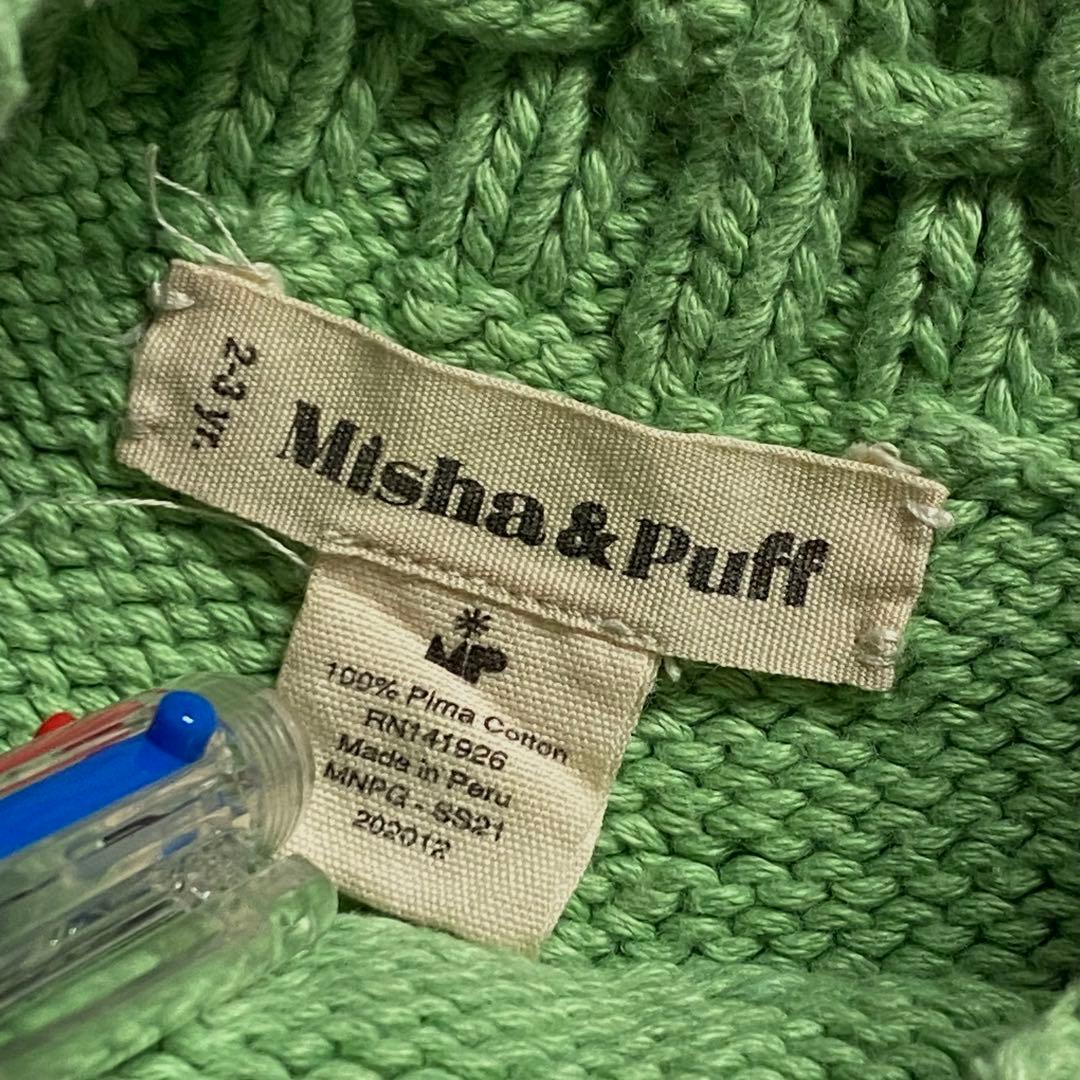 2-3 yr.
Misha&Puff
MP
100% Pima Cotton
RN141926
Made in Peru
MNPG - SS21
202012